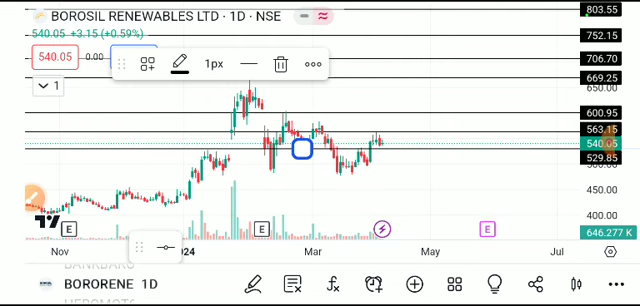 BOROSIL RENEWABLES LTD · 1D · NSE
803.55
540.05 +3.15 (+0.59%)
752.15
540.05 0.00
706.70
1px
669.25
650.00
1
600.95
563.15
540.05
529.85
450.00
400.00
E E E
646.277 K
Nov 2024 Mar May Jul
BORORENE 1D